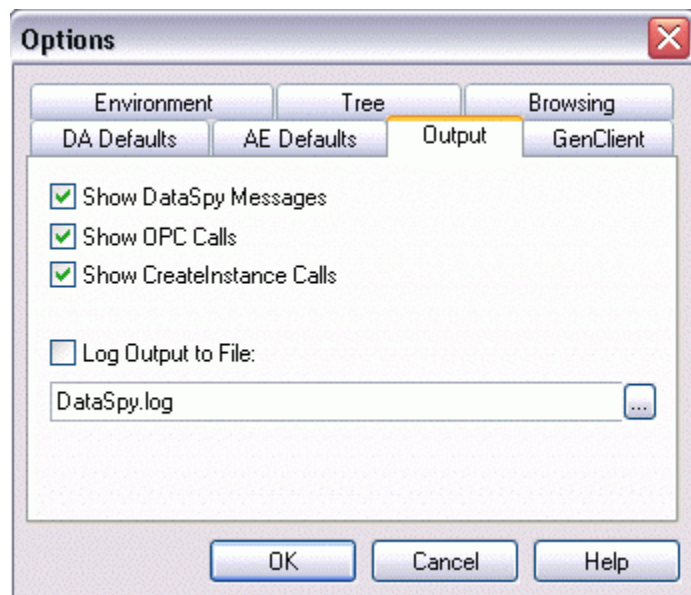 Options
Environment
Tree
Browsing
DA Defaults
AE Defaults
Output
GenClient
Show DataSpy Messages
Show OPC Calls
Show CreateInstance Calls
Log Output to File:
DataSpy.log
...
OK
Cancel
Help